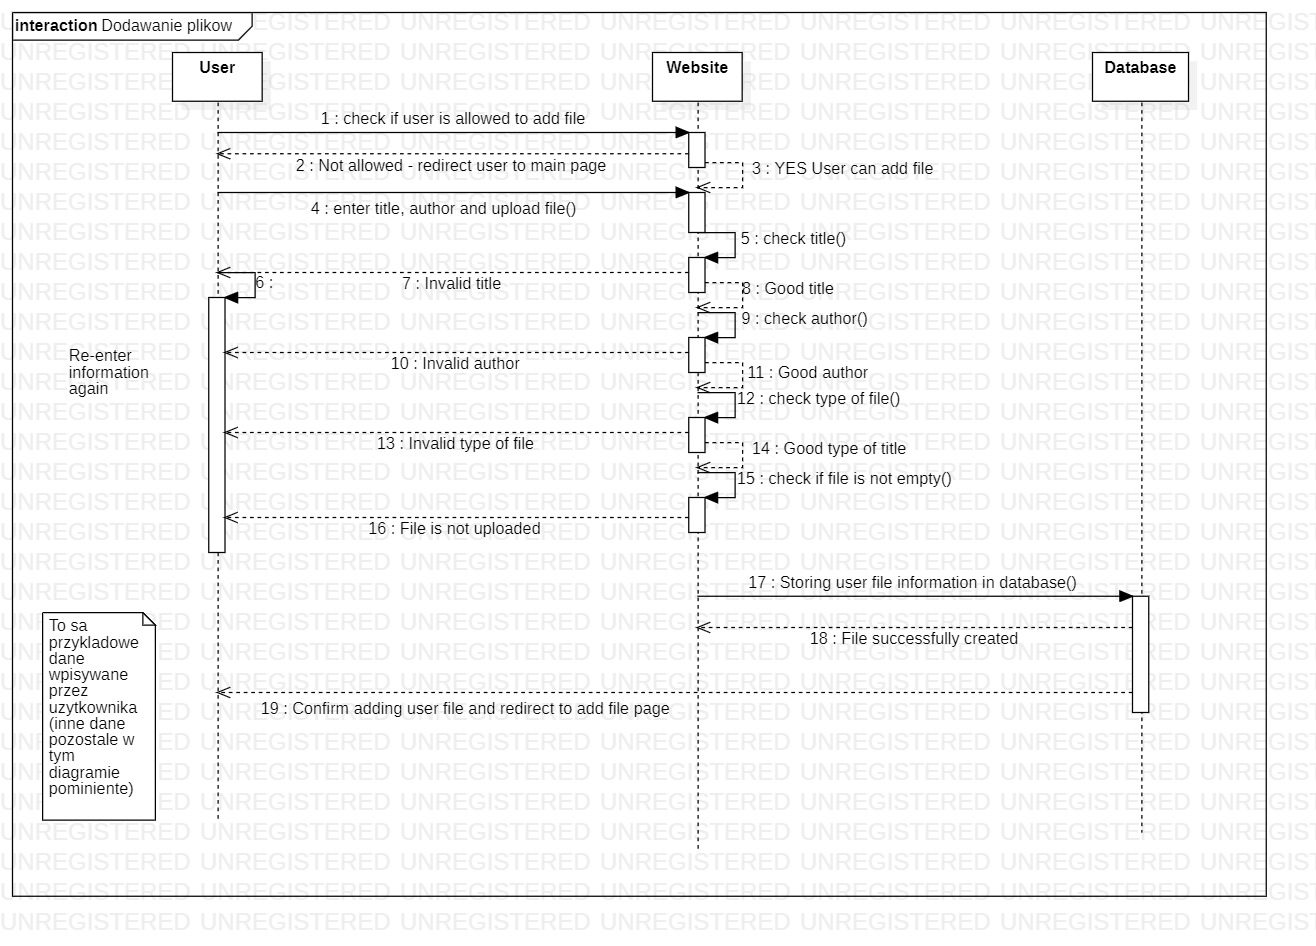 interaction Dodawanie plikow
User
Website
Database
1 : check if user is allowed to add file
2 : Not allowed - redirect user to main page
3 : YES User can add file
4 : enter title, author and upload file()
5 : check title()
6 :
7 : Invalid title
8 : Good title
9 : check author()
Re-enter
information
again
10 : Invalid author
11 : Good author
12 : check type of file()
13 : Invalid type of file
14 : Good type of title
15 : check if file is not empty()
16 : File is not uploaded
17 : Storing user file information in database()
18 : File successfully created
19 : Confirm adding user file and redirect to add file page
To sa
przykladowe
dane
wpisywane
przez
uzytkownika
(inne dane
pozostale w
tym
diagramie
pominiente)
UNREGISTERED